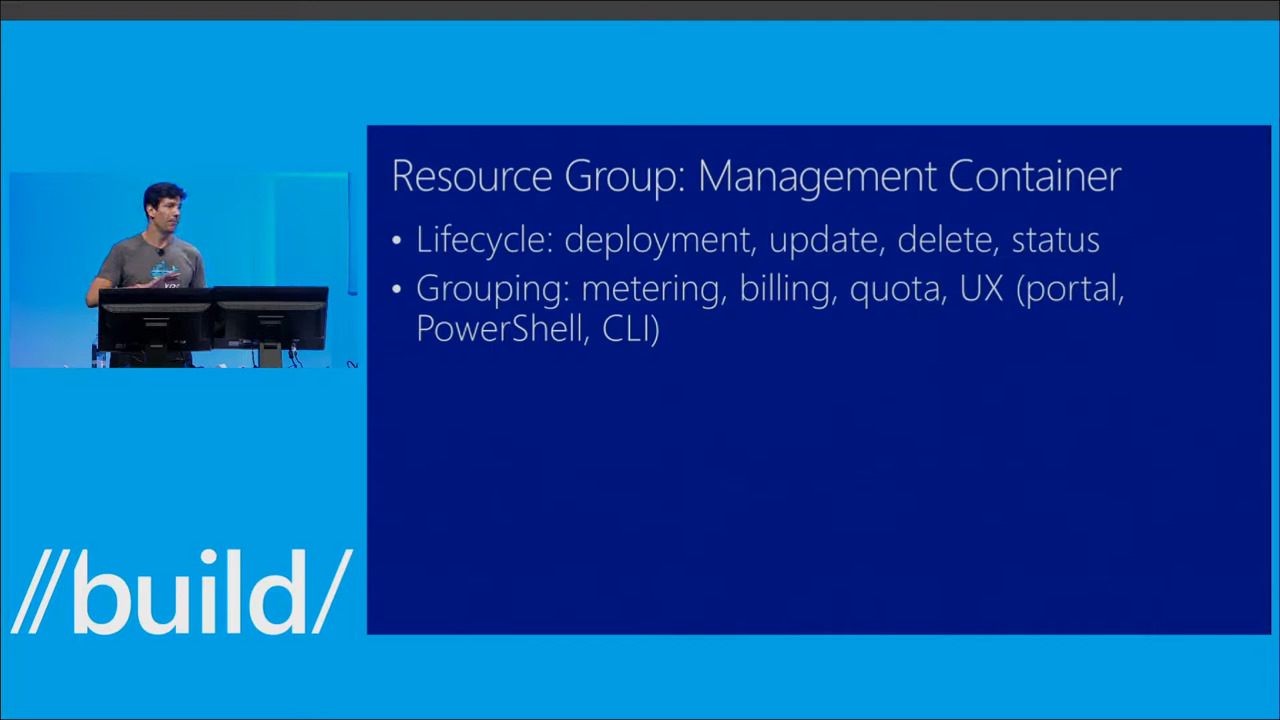 Resource Group: Management Container
• Lifecycle: deployment, update, delete, status
• Grouping: metering, billing, quota, UX (portal,
PowerShell, CLI)
//build/